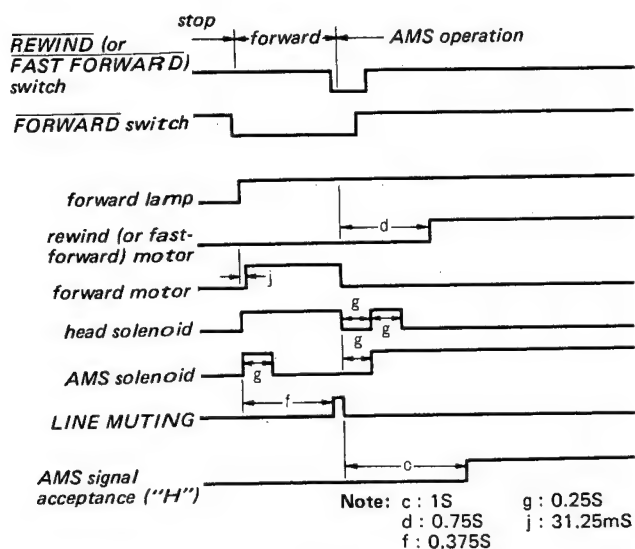 stop
REWIND (or
FAST FORWARD)
switch
forward
AMS operation
FORWARD switch
forward lamp
d
rewind (or fast-
forward) motor
j
forward motor
g
head solenoid
g
g
AMS solenoid
g
f
LINE MUTING
c
AMS signal
acceptance ("H")
Note: c : 1S g : 0.25S
d : 0.75S j : 31.25mS
f : 0.375S